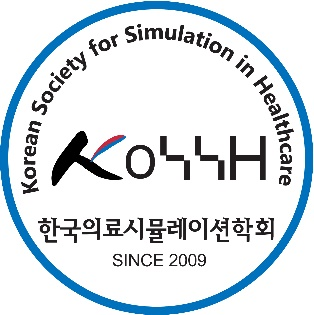 Korean Society for Simulation in Healthcare
KoSSH
한국의료시뮬레이션학회
SINCE 2009